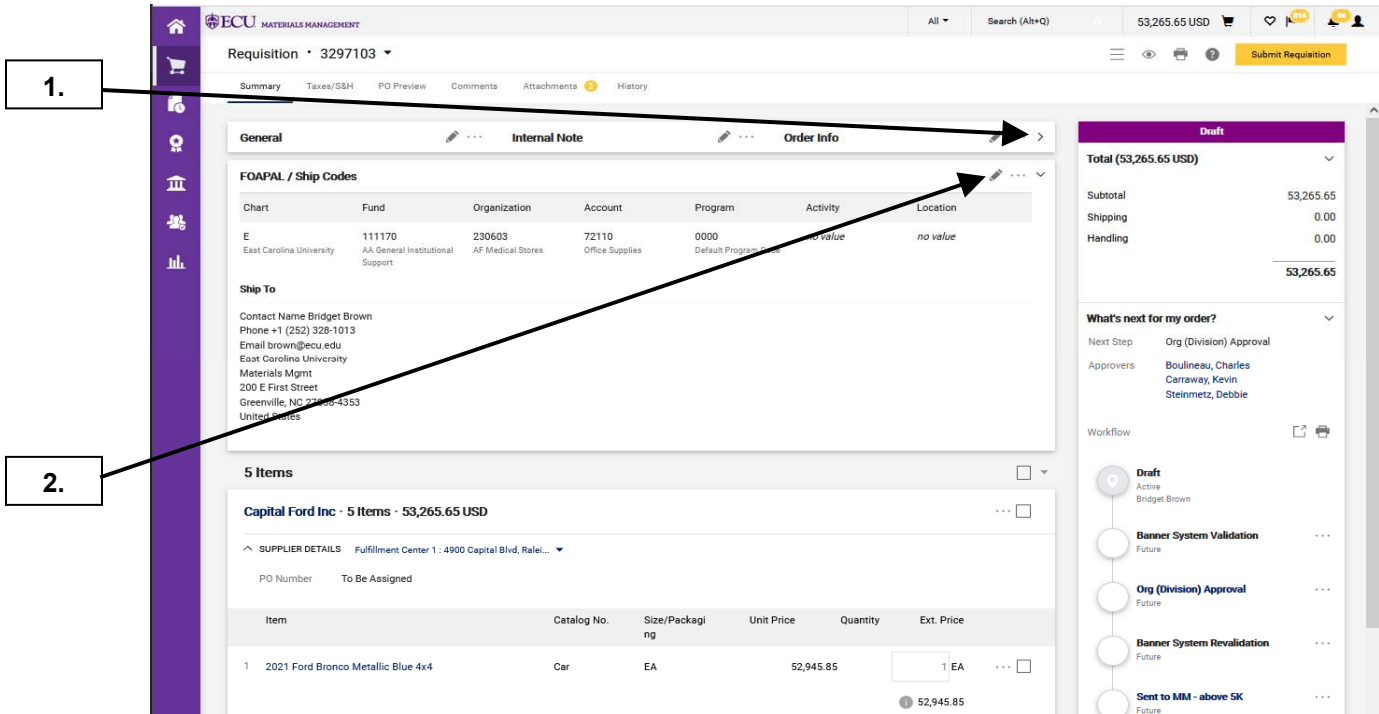 ECU MATERIALS MANAGEMENT
All
Search (Alt+Q)
53,265.65 USD
94
Requisition · 3297103
Submit Requisition
1.
Summary
Taxes/S&H
PO Preview
Comments
Attachments 3
History
General
Internal Note
Order Info
FOAPAL / Ship Codes
Chart
Fund
Organization
Account
Program
Activity
Location
E
111170
230603
72110
0000
no value
no value
East Carolina University
AA General Institutional
Support
AF Medical Stores
Office Supplies
Default Program Code
Ship To
Contact Name Bridget Brown
Phone +1 (252) 328-1013
Email brown@ecu.edu
East Carolina University
Materials Mgmt
200 E First Street
Greenville, NC 27858-4353
United States
2.
5 Items
Capital Ford Inc · 5 Items · 53,265.65 USD
SUPPLIER DETAILS Fulfillment Center 1 : 4900 Capital Blvd, Ralei...
PO Number To Be Assigned
Item
Catalog No.
Size/Packagi
ng
Unit Price
Quantity
Ext. Price
1 2021 Ford Bronco Metallic Blue 4x4
Car
EA
52,945.85
1 EA
52,945.85
Draft
Total (53,265.65 USD)
Subtotal 53,265.65
Shipping 0.00
Handling 0.00
53,265.65
What's next for my order?
Next Step Org (Division) Approval
Approvers Boulineau, Charles
Carraway, Kevin
Steinmetz, Debbie
Workflow
Draft
Active
Bridget Brown
Banner System Validation
Future
Org (Division) Approval
Future
Banner System Revalidation
Future
Sent to MM - above 5K
Future